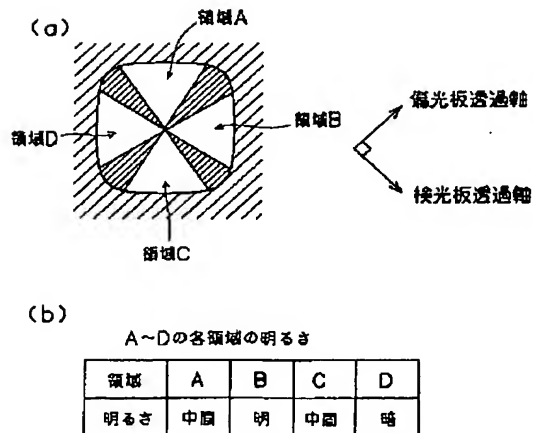 (a)
領域A
領域B
領域D
領域C
偏光板透過軸
検光板透過軸
(b)
A～Dの各領域の明るさ
領域 A B C D
明るさ 中間 明 中間 暗